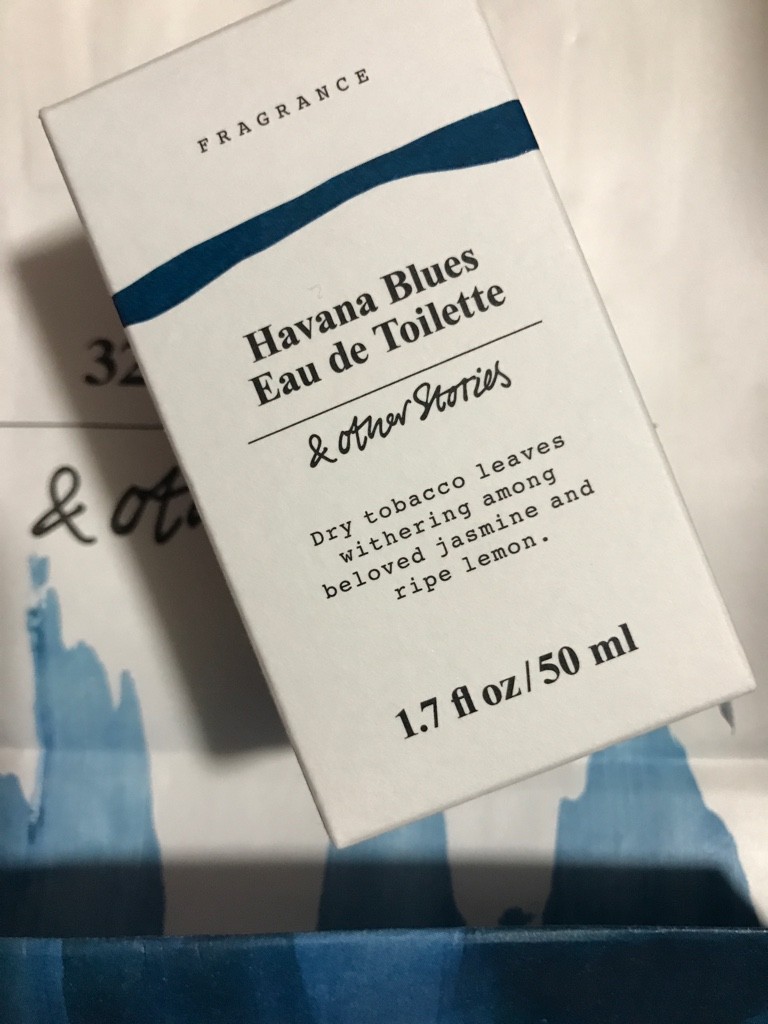 FRAGRANCE
Havana Blues
Eau de Toilette
& other Stories
Dry tobacco leaves
withering among
beloved jasmine and
ripe lemon.
1.7 fl oz/50 ml
32
&